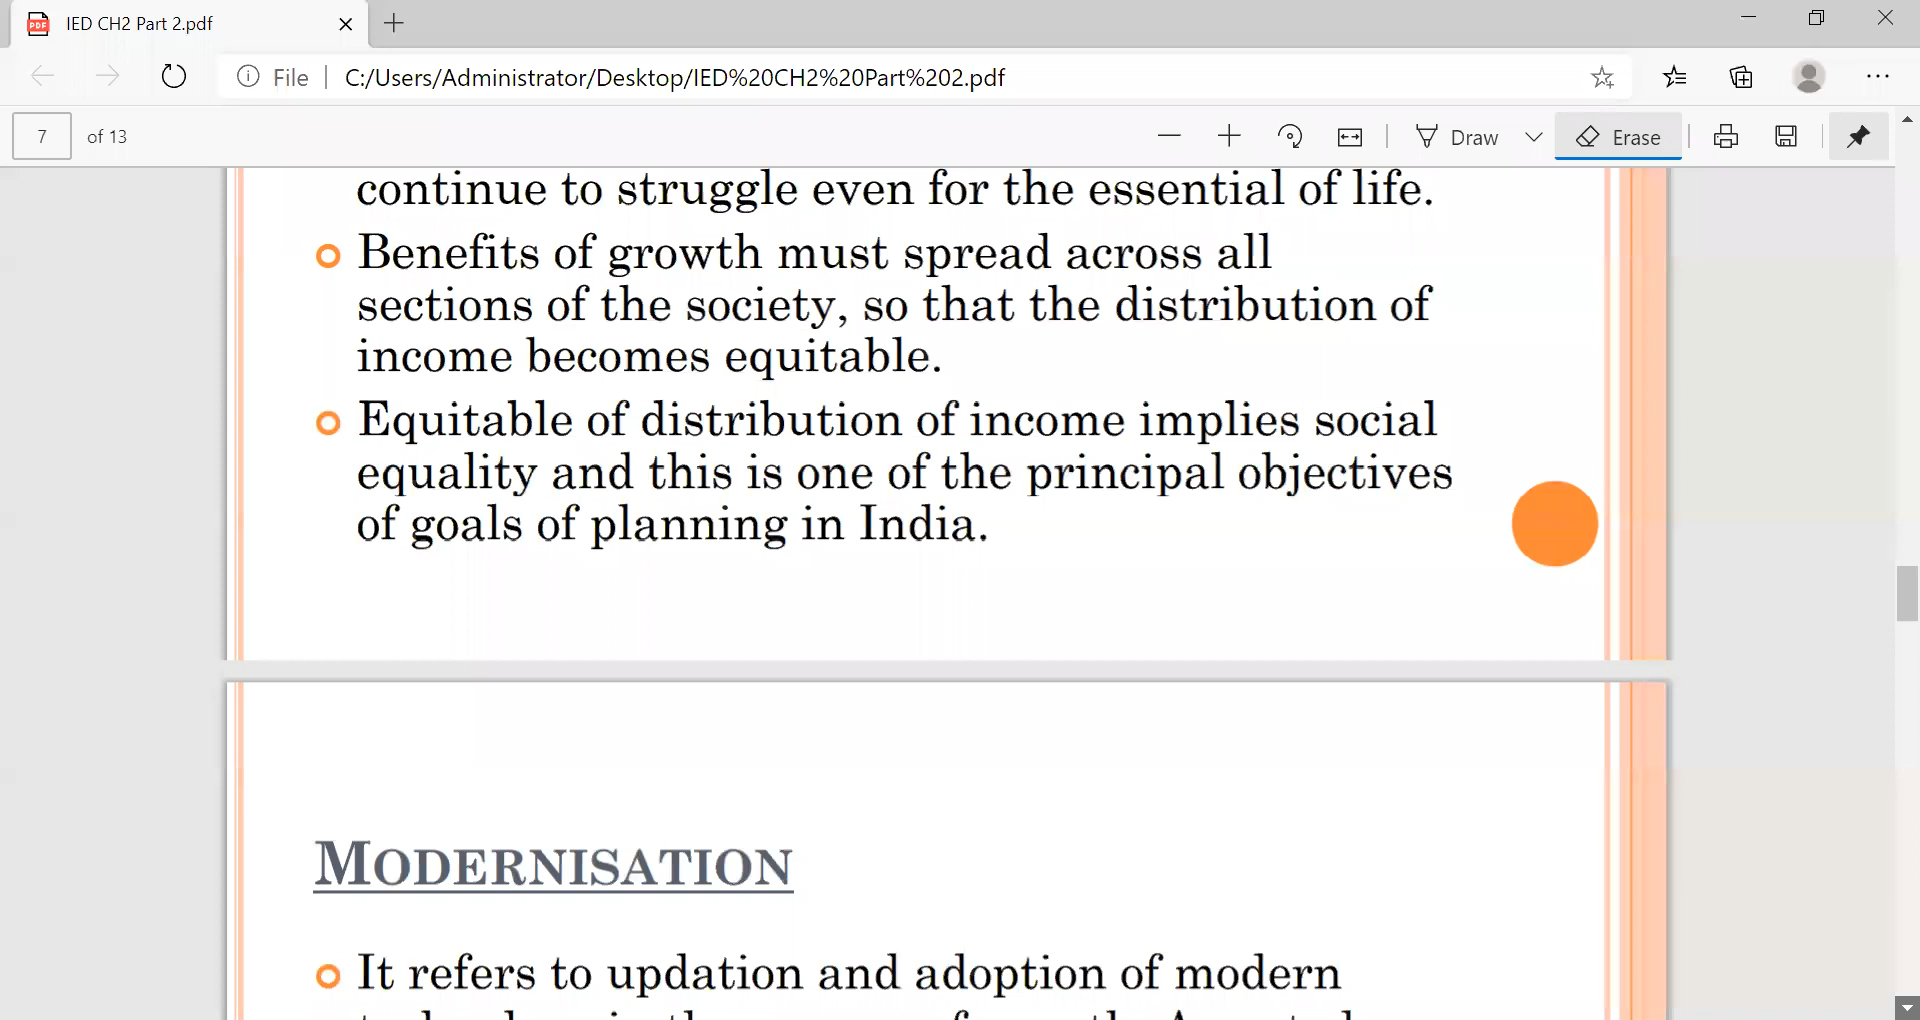 IED CH2 Part 2.pdf
File | C:/Users/Administrator/Desktop/IED%20CH2%20Part%202.pdf
7 of 13 Draw Erase
continue to struggle even for the essential of life.
Benefits of growth must spread across all
sections of the society, so that the distribution of
income becomes equitable.
Equitable of distribution of income implies social
equality and this is one of the principal objectives
of goals of planning in India.
MODERNISATION
It refers to updation and adoption of modern